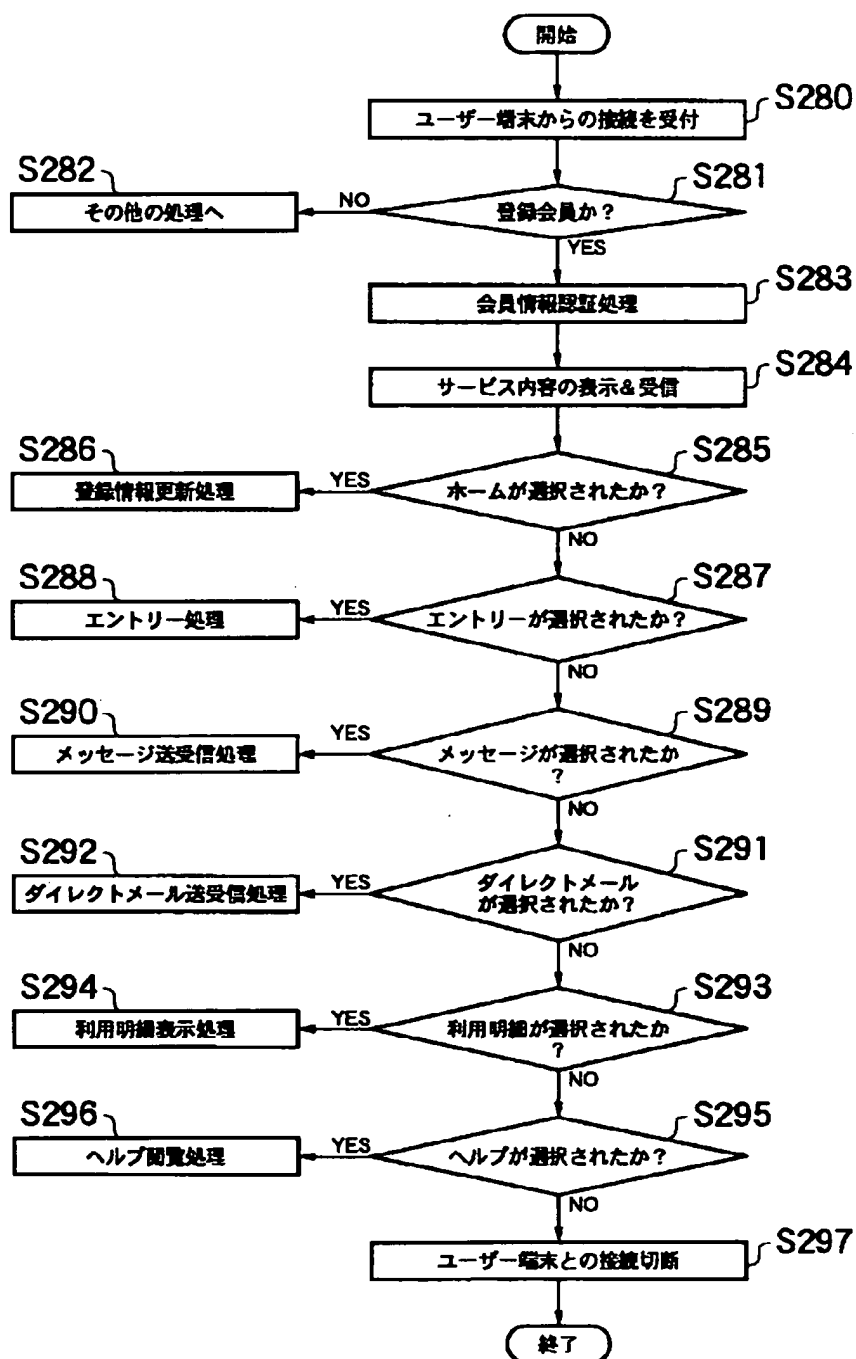 開始
S280
ユーザー端末からの接続を受付
S282
S281
その他の処理へ
NO
登録会員か？
YES
S283
会員情報認証処理
S284
サービス内容の表示&受信
S286
S285
登録情報更新処理
YES
ホームが選択されたか？
NO
S288
S287
エントリー処理
YES
エントリーが選択されたか？
NO
S290
S289
メッセージ送受信処理
YES
メッセージが選択されたか
？
NO
S292
S291
ダイレクトメール送受信処理
YES
ダイレクトメール
が選択されたか？
NO
S294
S293
利用明細表示処理
YES
利用明細が選択されたか
？
NO
S296
S295
ヘルプ閲覧処理
YES
ヘルプが選択されたか？
NO
S297
ユーザー端末との接続切断
終了